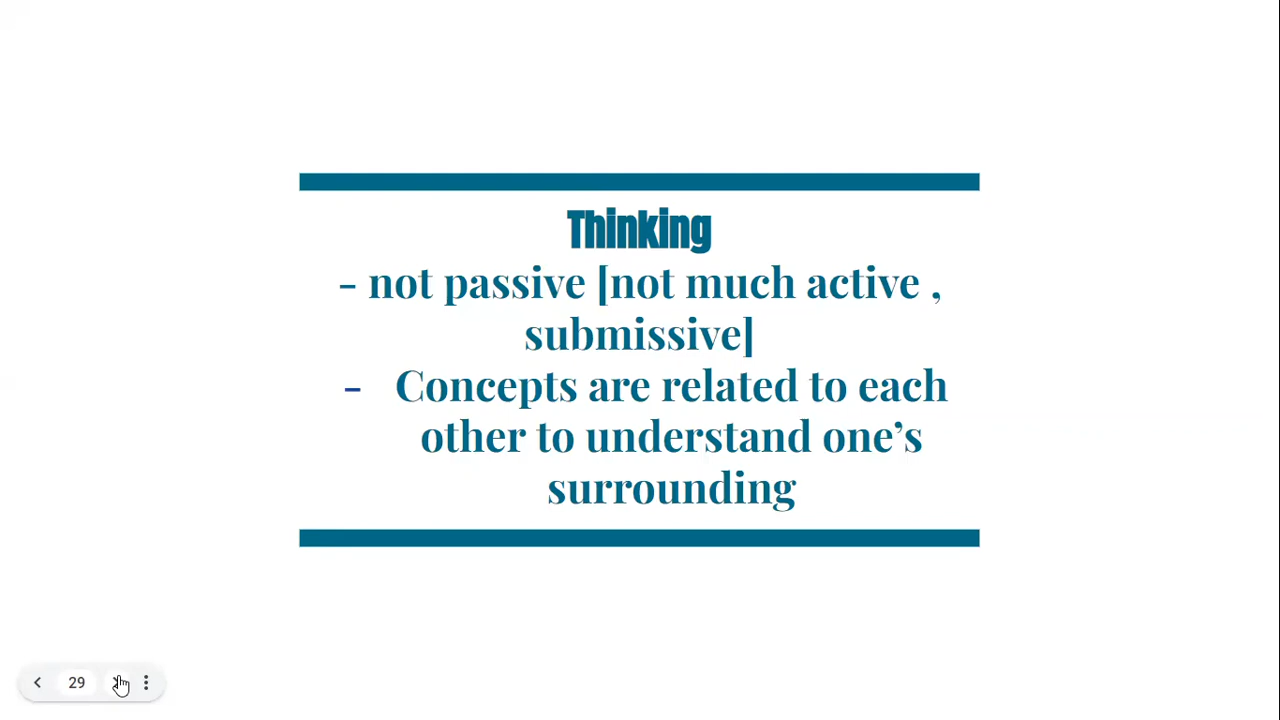 Thinking
- not passive [not much active ,
submissive]
- Concepts are related to each
other to understand one’s
surrounding
29